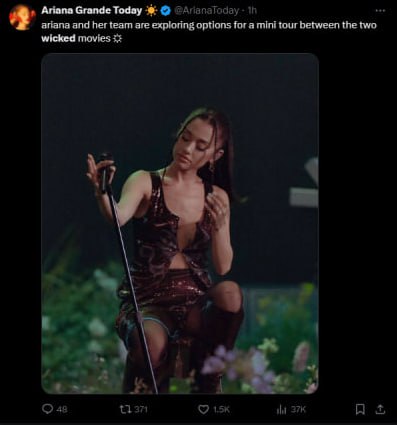 Ariana Grande Today ☀️ @ArianaToday · 1h
ariana and her team are exploring options for a mini tour between the two
wicked movies 💥
48 371 1.5K 37K